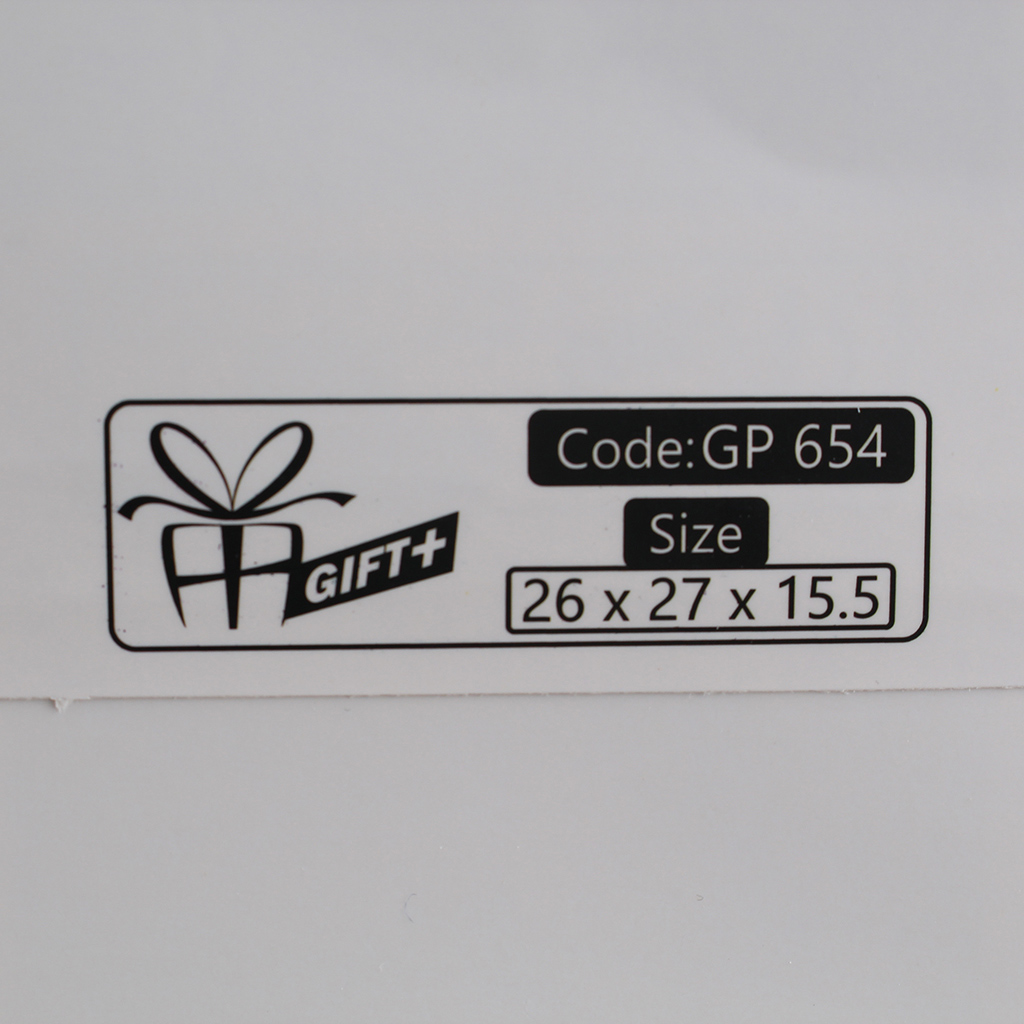 GIFT+
Code:GP 654
Size
26 x 27 x 15.5